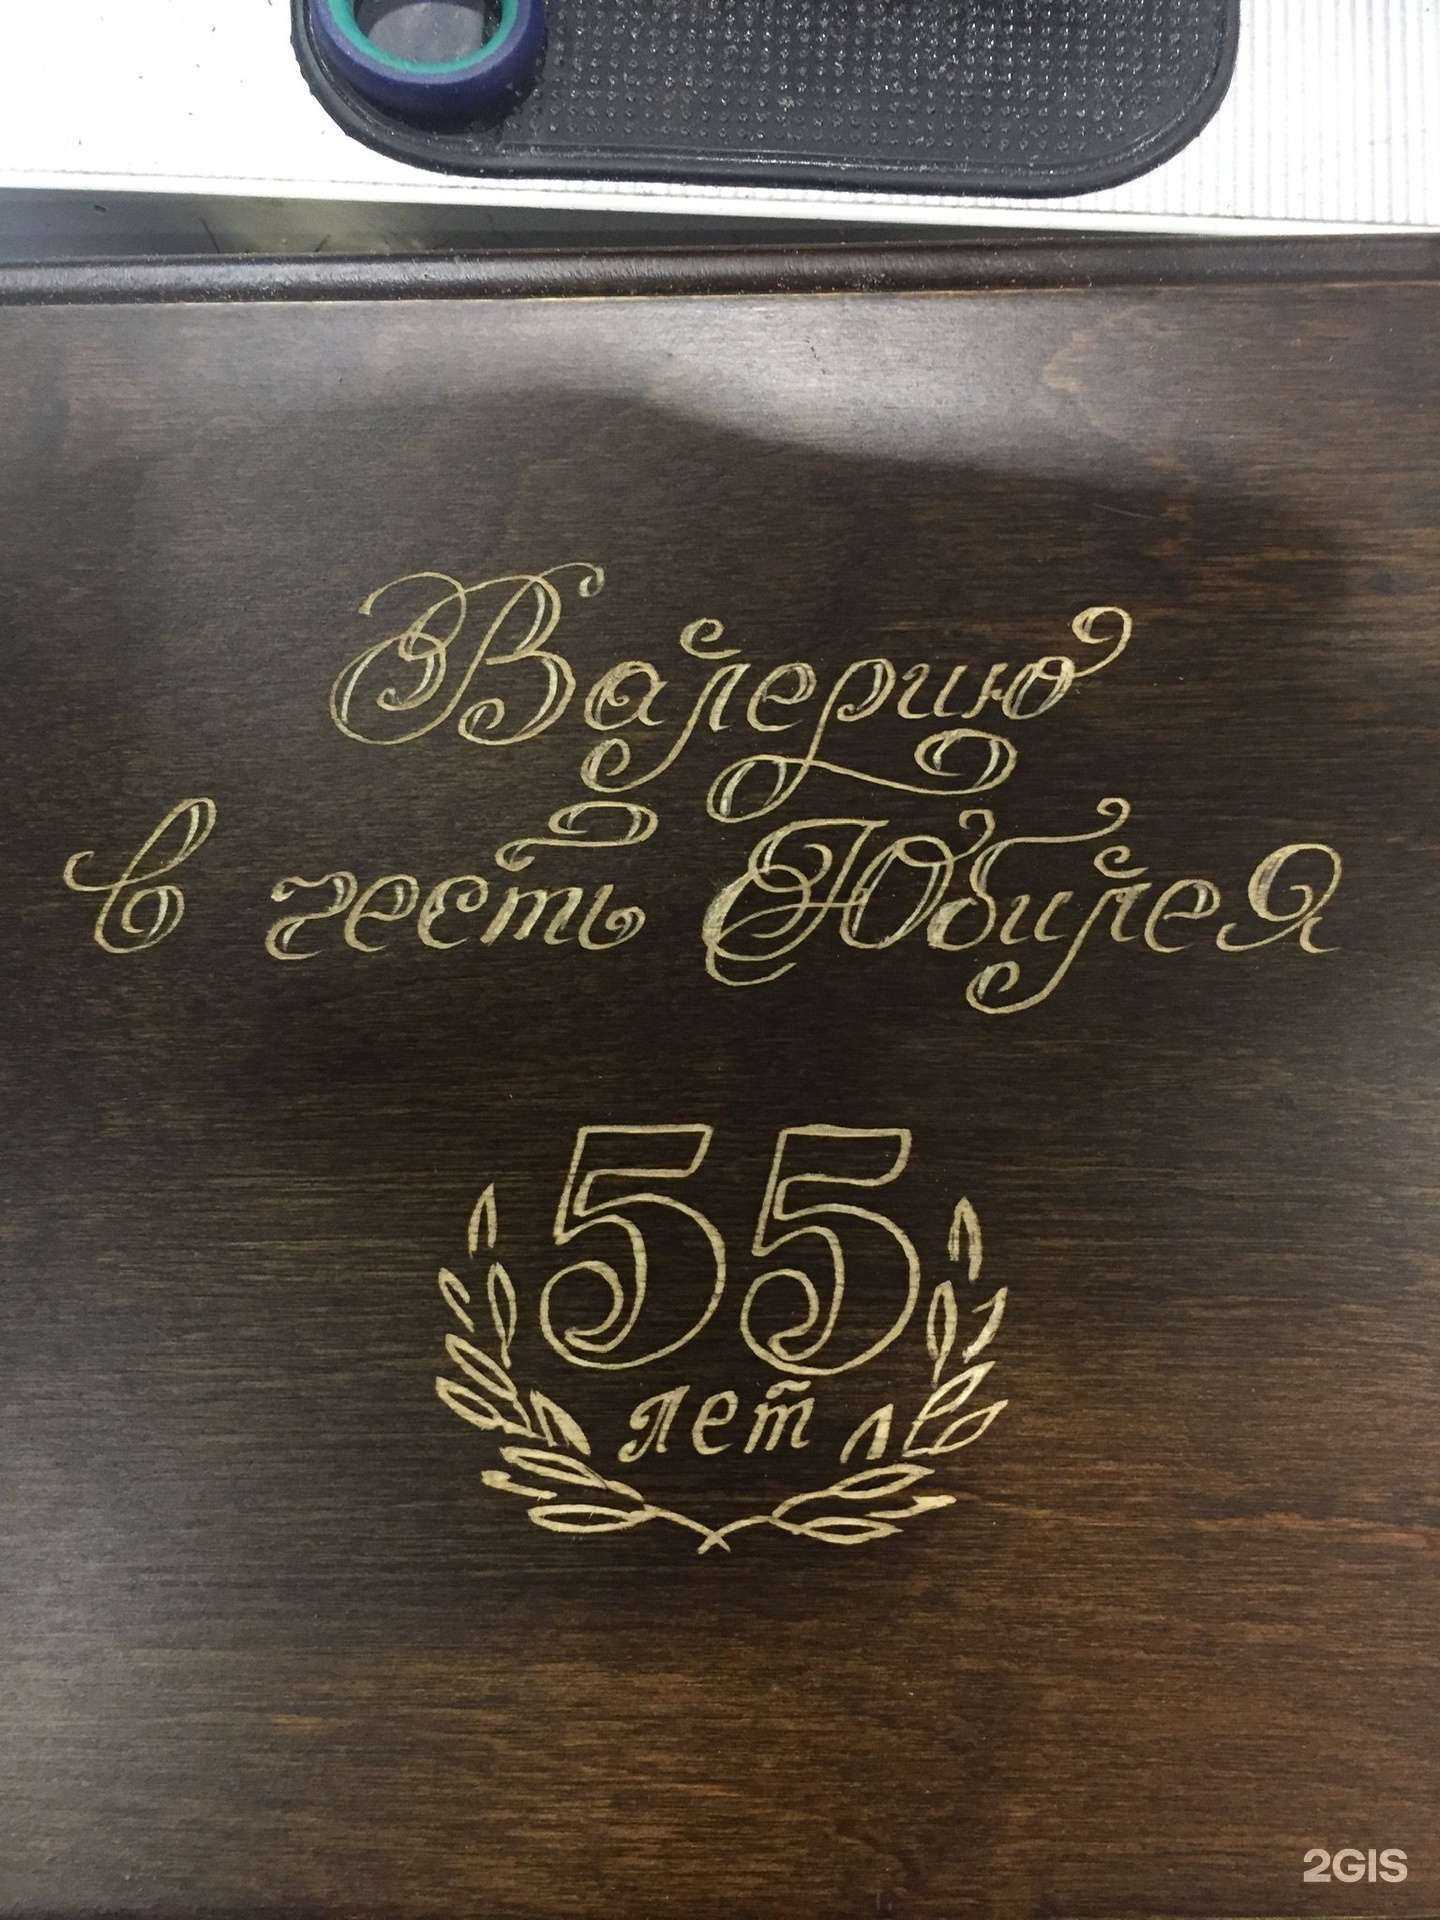 Валерию
в честь Юбилея
55
лет
2GIS